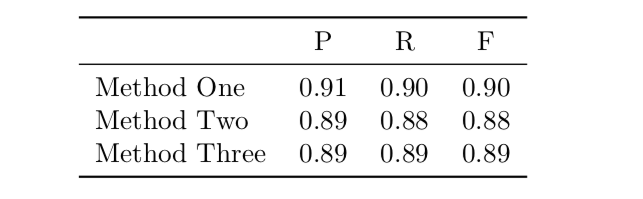 P R F
Method One 0.91 0.90 0.90
Method Two 0.89 0.88 0.88
Method Three 0.89 0.89 0.89